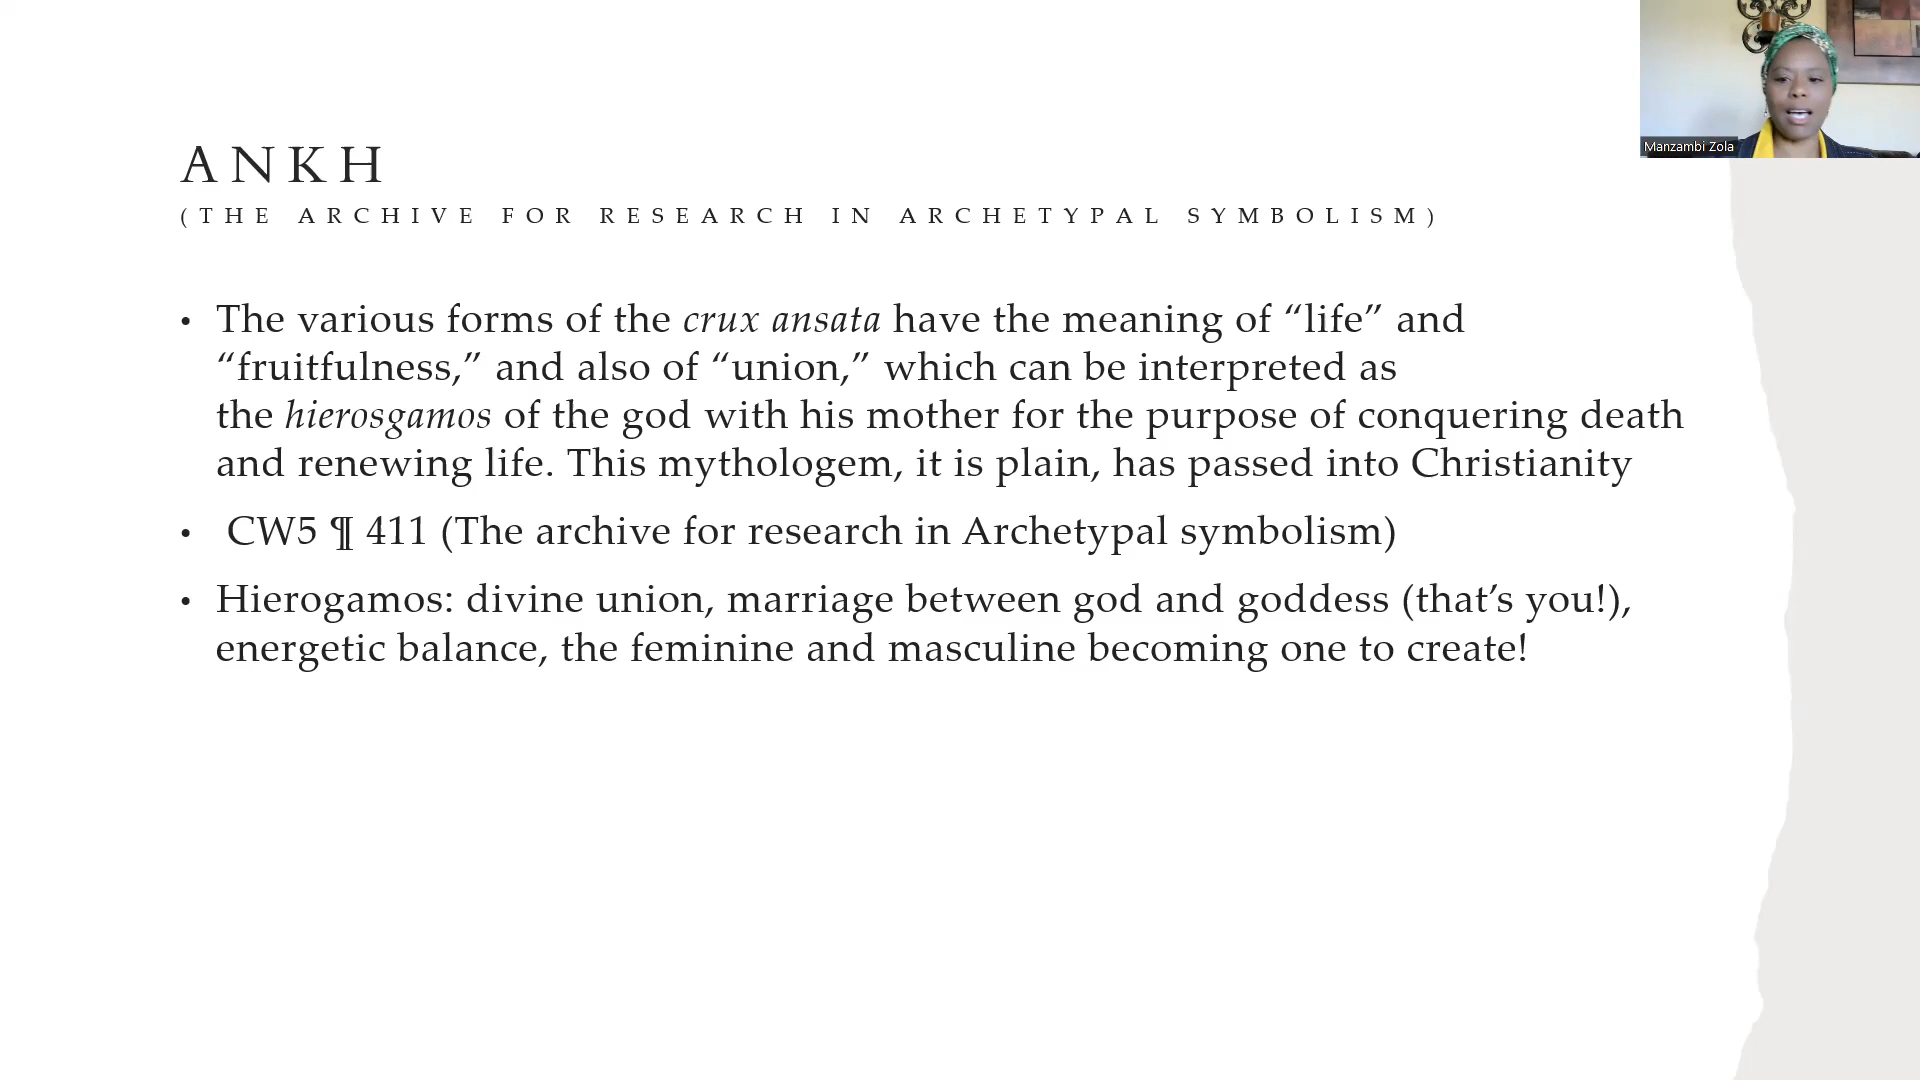 ANKH
(THE ARCHIVE FOR RESEARCH IN ARCHETYPAL SYMBOLISM)
• The various forms of the crux ansata have the meaning of “life” and
“fruitfulness,” and also of “union,” which can be interpreted as
the hierosgamos of the god with his mother for the purpose of conquering death
and renewing life. This mythologem, it is plain, has passed into Christianity
• CW5 ¶ 411 (The archive for research in Archetypal symbolism)
• Hierogamos: divine union, marriage between god and goddess (that’s you!),
energetic balance, the feminine and masculine becoming one to create!
Manzambi Zola